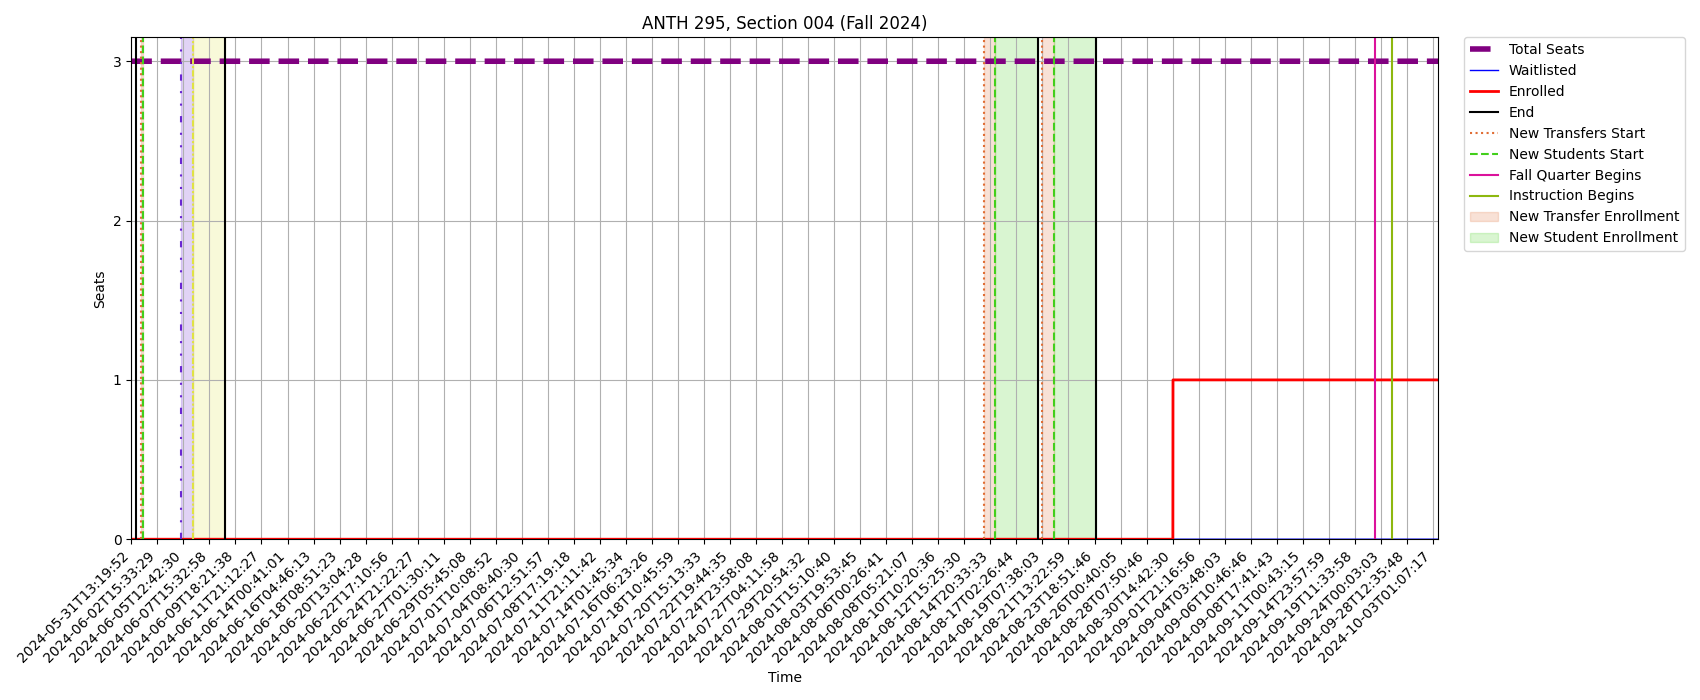 ANTH 295, Section 004 (Fall 2024)
Seats
3
2
1
0
Total Seats
Waitlisted
Enrolled
End
New Transfers Start
New Students Start
Fall Quarter Begins
Instruction Begins
New Transfer Enrollment
New Student Enrollment
2024-05-31T13:19:52
2024-06-02T15:33:29
2024-06-05T12:42:30
2024-06-07T15:32:58
2024-06-09T18:21:38
2024-06-11T21:12:27
2024-06-14T00:41:01
2024-06-16T04:46:13
2024-06-18T08:51:23
2024-06-20T13:04:28
2024-06-22T17:10:56
2024-06-24T21:22:27
2024-06-27T01:30:11
2024-06-29T05:45:08
2024-07-01T10:08:52
2024-07-04T08:40:30
2024-07-06T12:51:57
2024-07-08T17:19:18
2024-07-11T21:11:42
2024-07-14T01:45:34
2024-07-16T06:23:26
2024-07-18T10:45:59
2024-07-20T15:13:33
2024-07-22T19:44:35
2024-07-24T23:58:08
2024-07-27T04:11:58
2024-07-29T20:54:32
2024-08-01T15:10:40
2024-08-03T19:53:45
2024-08-06T00:26:41
2024-08-08T05:21:07
2024-08-10T10:20:36
2024-08-12T15:25:30
2024-08-14T20:33:33
2024-08-17T02:26:44
2024-08-19T07:38:03
2024-08-21T13:22:59
2024-08-23T18:51:46
2024-08-26T00:40:05
2024-08-28T07:50:46
2024-08-30T14:42:30
2024-09-01T21:16:56
2024-09-04T03:48:03
2024-09-06T10:46:46
2024-09-08T17:41:43
2024-09-11T00:43:15
2024-09-14T23:57:59
2024-09-19T11:33:58
2024-09-24T00:03:03
2024-09-28T12:35:48
2024-10-03T01:07:17
Time